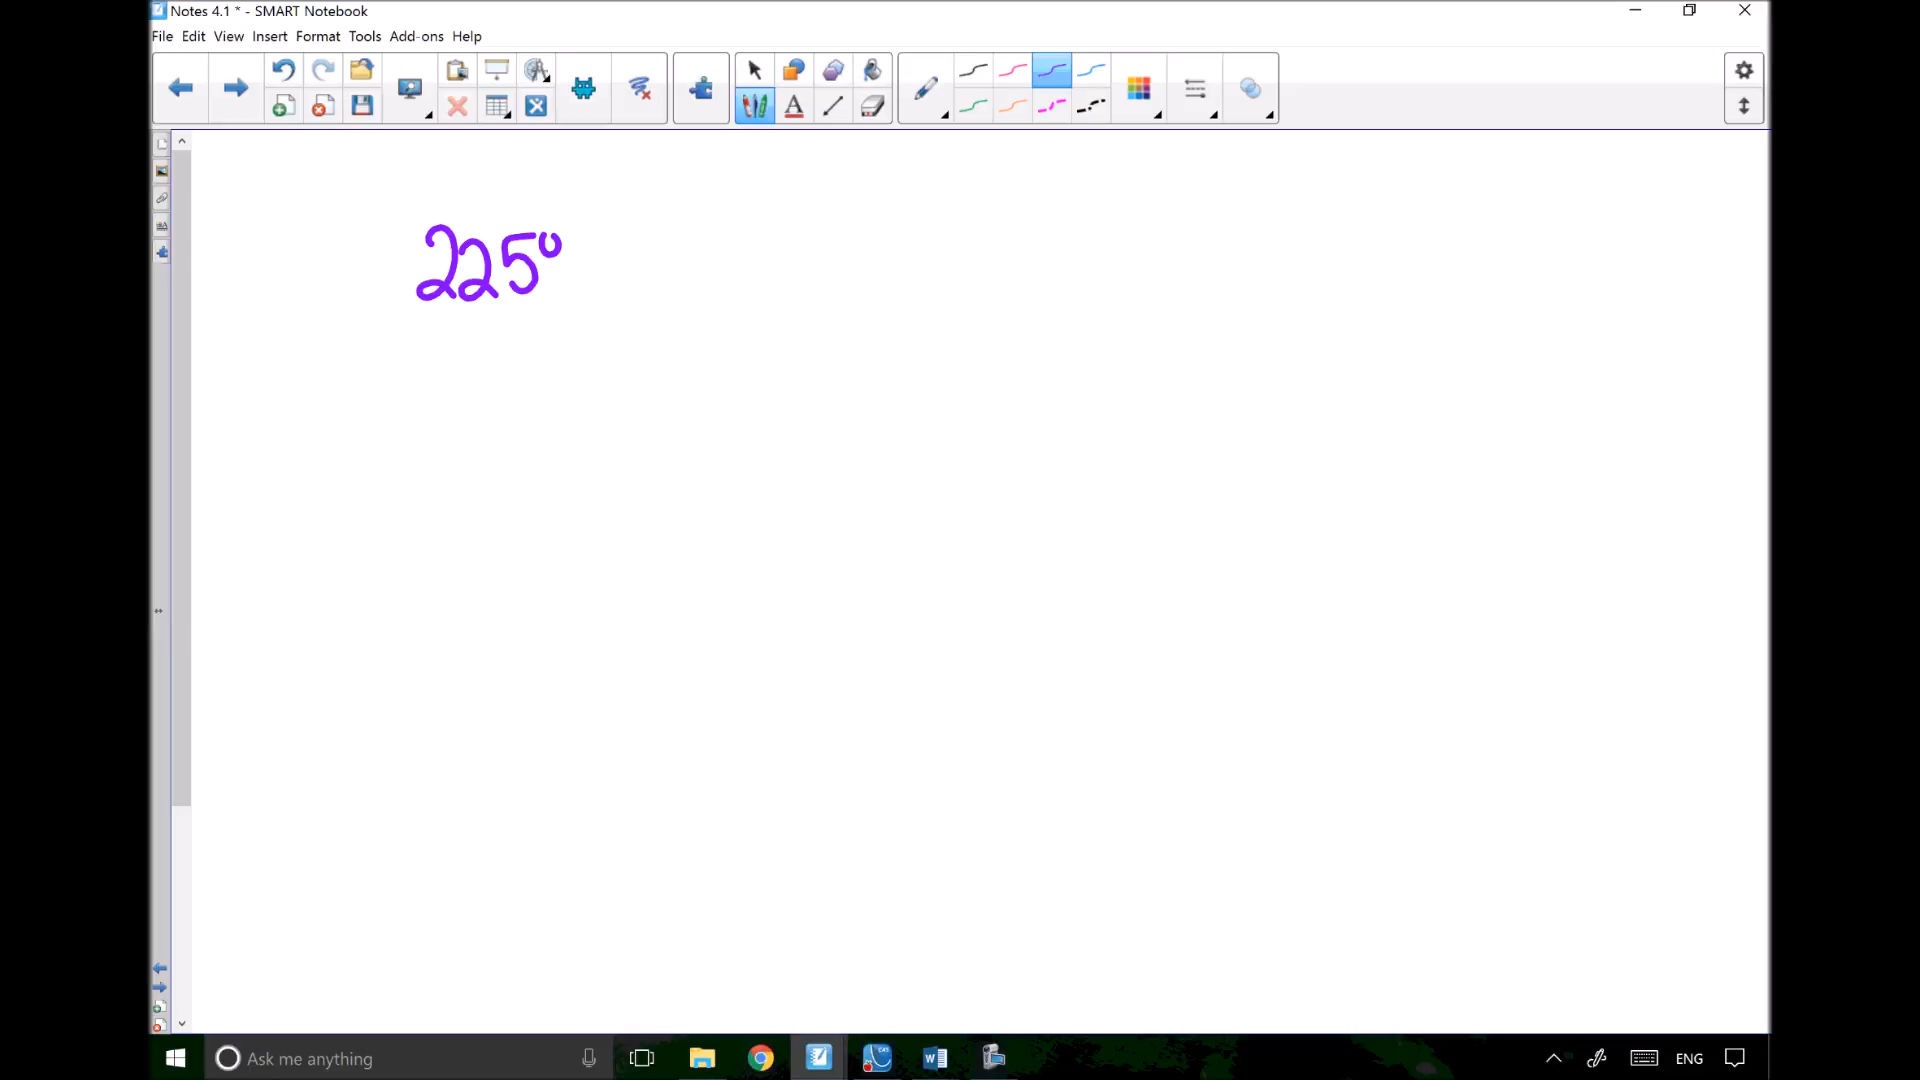 Notes 4.1 * - SMART Notebook
File Edit View Insert Format Tools Add-ons Help
225°
Ask me anything
ENG